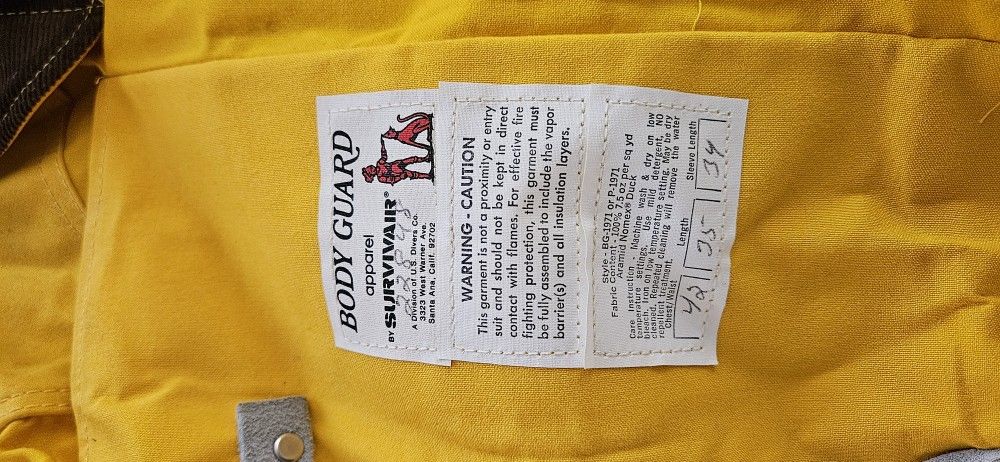 BODY GUARD
apparel
BY SURVIVAIR®
A Division of U.S. Divers Co.
3323 West Warner Ave.
Santa Ana, Calif. 92702
WARNING - CAUTION
This garment is not a proximity or entry
suit and should not be kept in direct
contact with flames. For effective fire
fighting protection, this garment must
be fully assembled to include the vapor
barrier(s) and all insulation layers.
Style - BG-1971 or P-1971
Fabric Content, 100% 7.5 oz per sq yd
Aramid Nomex® Duck
Care Instruction - Machine wash & dry on low
temperature settings. Use mild detergent, NO
bleach. Iron on low temperature setting. May be dry
cleaned. Repeated cleaning will remove the water
repellent treatment.
Chest/Waist Length Sleeve Length
42 35 34